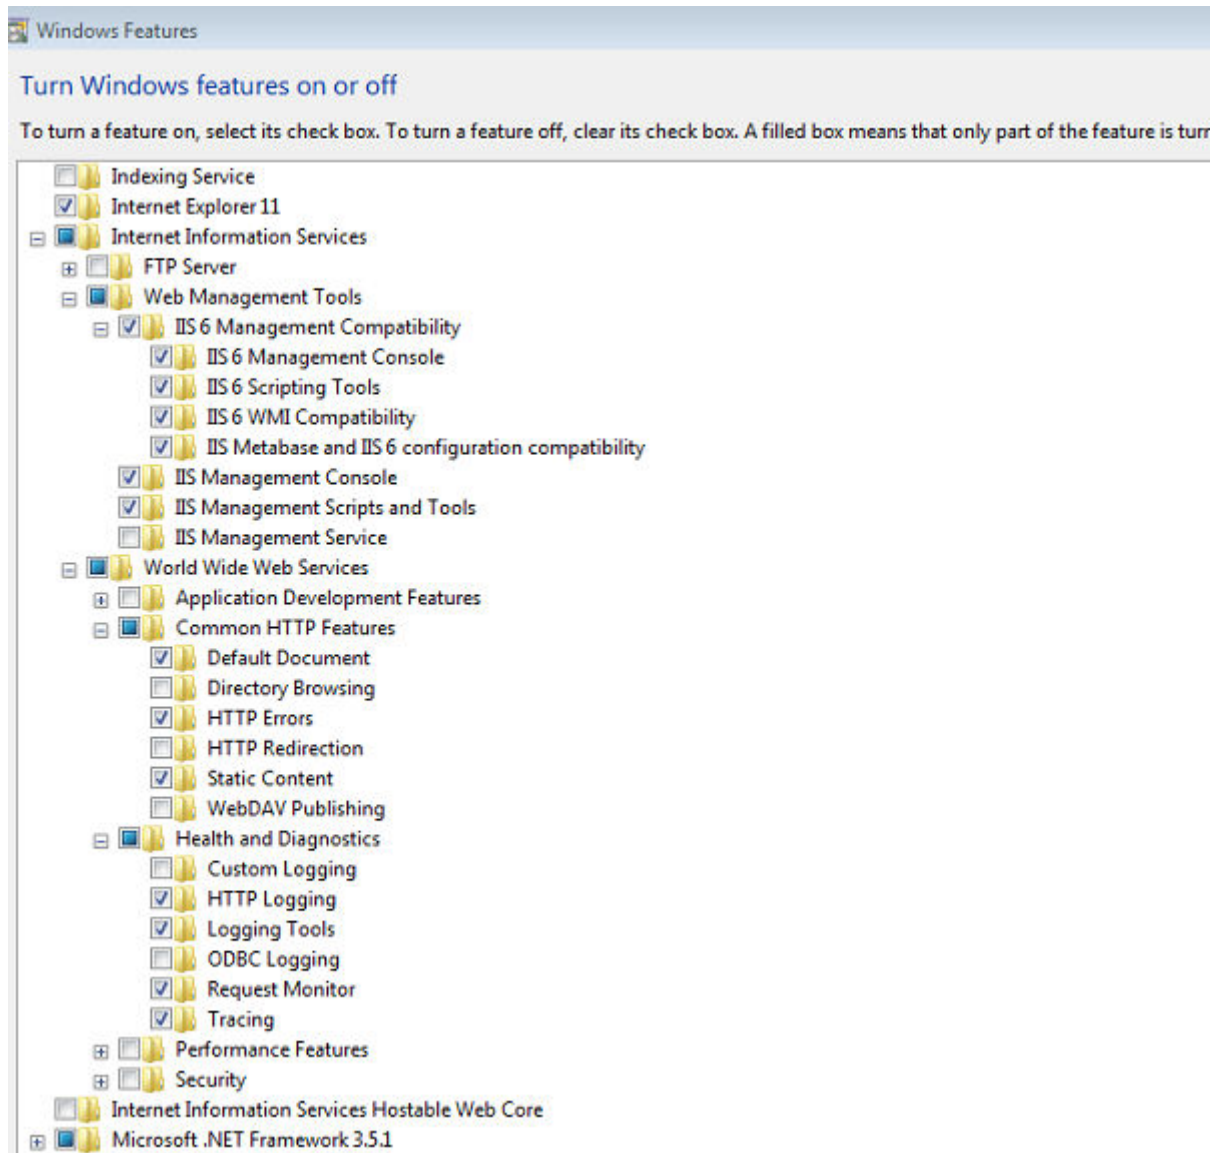 Windows Features
Turn Windows features on or off
To turn a feature on, select its check box. To turn a feature off, clear its check box. A filled box means that only part of the feature is turn
Indexing Service
Internet Explorer 11
Internet Information Services
FTP Server
Web Management Tools
IIS 6 Management Compatibility
IIS 6 Management Console
IIS 6 Scripting Tools
IIS 6 WMI Compatibility
IIS Metabase and IIS 6 configuration compatibility
IIS Management Console
IIS Management Scripts and Tools
IIS Management Service
World Wide Web Services
Application Development Features
Common HTTP Features
Default Document
Directory Browsing
HTTP Errors
HTTP Redirection
Static Content
WebDAV Publishing
Health and Diagnostics
Custom Logging
HTTP Logging
Logging Tools
ODBC Logging
Request Monitor
Tracing
Performance Features
Security
Internet Information Services Hostable Web Core
Microsoft .NET Framework 3.5.1